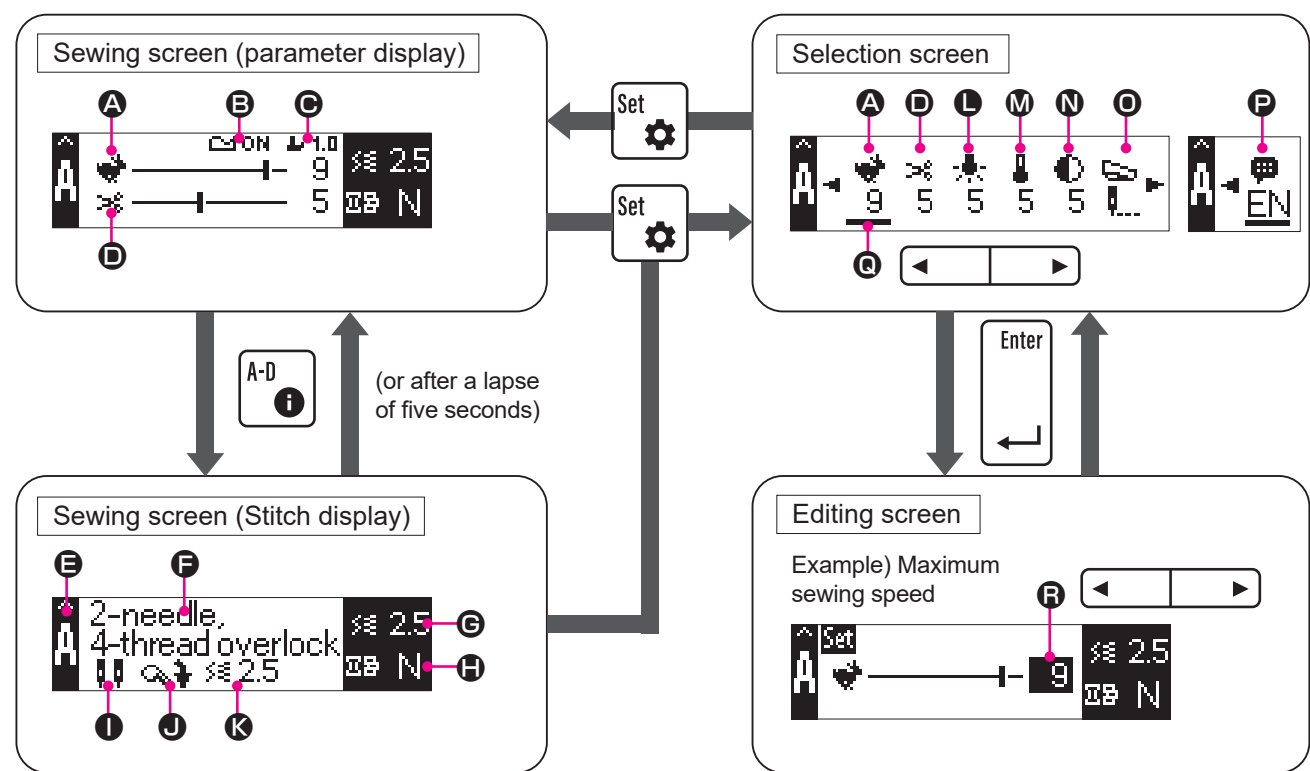 Sewing screen (parameter display)
A
B
C
ON
1.0
9
2.5
5
N
D
A
Set
Set
Selection screen
A
D
L
M
N
O
P
9
5
5
5
5
A
A
EN
Q
◄ ►
A-D
i
(or after a lapse
of five seconds)
Enter
Sewing screen (Stitch display)
E
F
2-needle,
4-thread overlock
A
2.5
2.5
N
G
H
I
J
K
Editing screen
Example) Maximum
sewing speed
R
◄ ►
Set
A
9
2.5
N